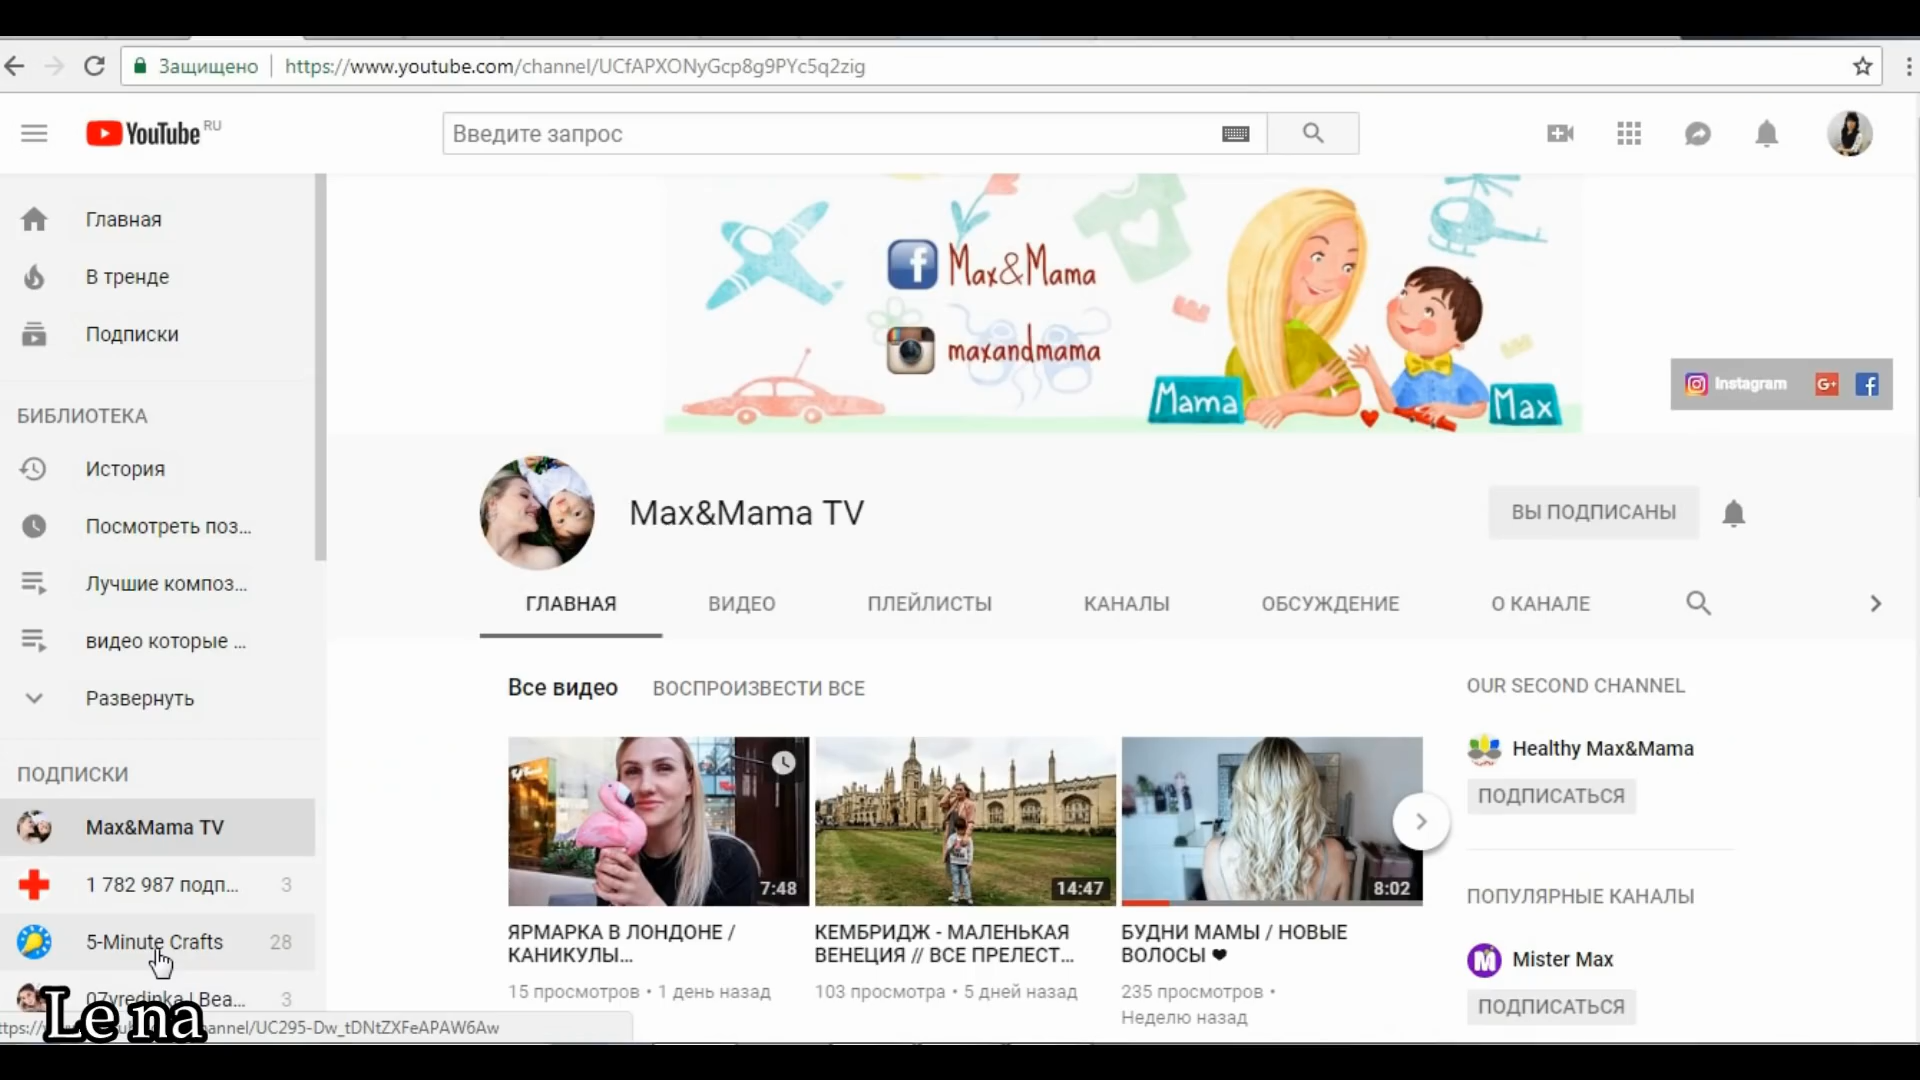 Защищено https://www.youtube.com/channel/UCfAPXONyGcp8g9PYc5q2zig
YouTube RU
Введите запрос
Главная
В тренде
Подписки
БИБЛИОТЕКА
История
Посмотреть поз...
Лучшие композ...
видео которые ...
Развернуть
ПОДПИСКИ
Max&Mama TV
1 782 987 подп... 3
5-Minute Crafts 28
07vredinka | Bea... 3
Lena
annel/UC295-Dw_tDNtZXFeAPAW6Aw
Max&Mama
maxandmama
Mama
Max
Instagram
G+
Max&Mama TV
ВЫ ПОДПИСАНЫ
ГЛАВНАЯ ВИДЕО ПЛЕЙЛИСТЫ КАНАЛЫ ОБСУЖДЕНИЕ О КАНАЛЕ
Все видео ВОСПРОИЗВЕСТИ ВСЕ
7:48
ЯРМАРКА В ЛОНДОНЕ /
КАНИКУЛЫ...
15 просмотров • 1 день назад
14:47
КЕМБРИДЖ - МАЛЕНЬКАЯ
ВЕНЕЦИЯ // ВСЕ ПРЕЛЕСТ...
103 просмотра • 5 дней назад
8:02
БУДНИ МАМЫ / НОВЫЕ
ВОЛОСЫ ❤
235 просмотров •
Неделю назад
OUR SECOND CHANNEL
Healthy Max&Mama
ПОДПИСАТЬСЯ
ПОПУЛЯРНЫЕ КАНАЛЫ
Mister Max
ПОДПИСАТЬСЯ